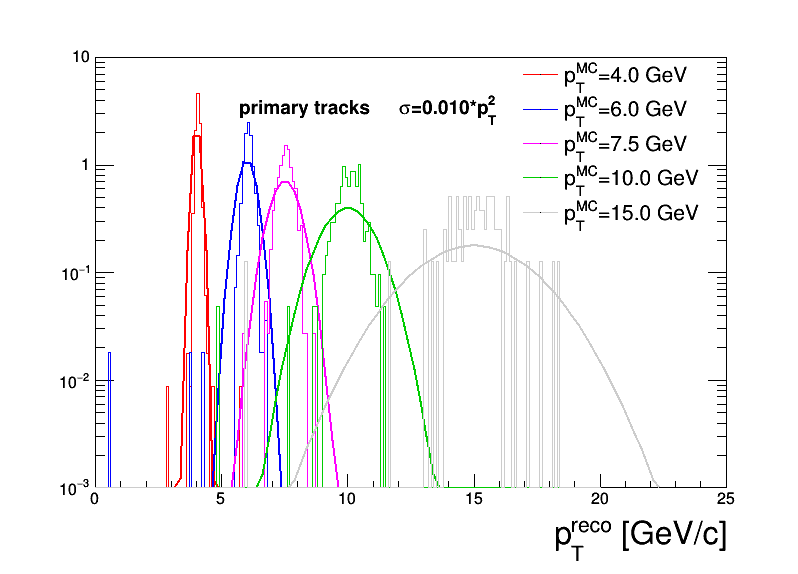 10
1
10⁻¹
10⁻²
10⁻³
primary tracks σ=0.010*p_T^2
p_T^MC=4.0 GeV
p_T^MC=6.0 GeV
p_T^MC=7.5 GeV
p_T^MC=10.0 GeV
p_T^MC=15.0 GeV
0 5 10 15 20 25
p_T^reco [GeV/c]